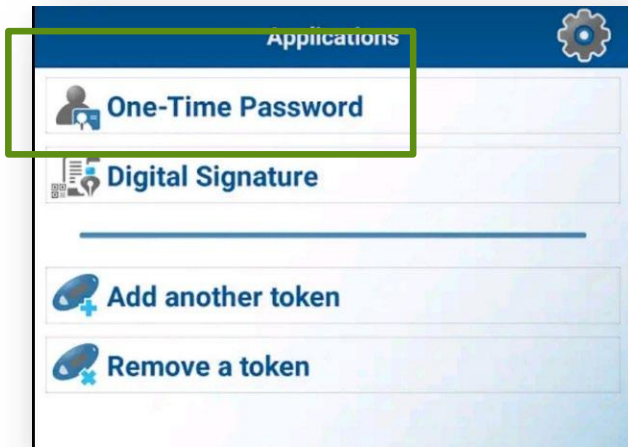 Applications
One-Time Password
Digital Signature
Add another token
Remove a token